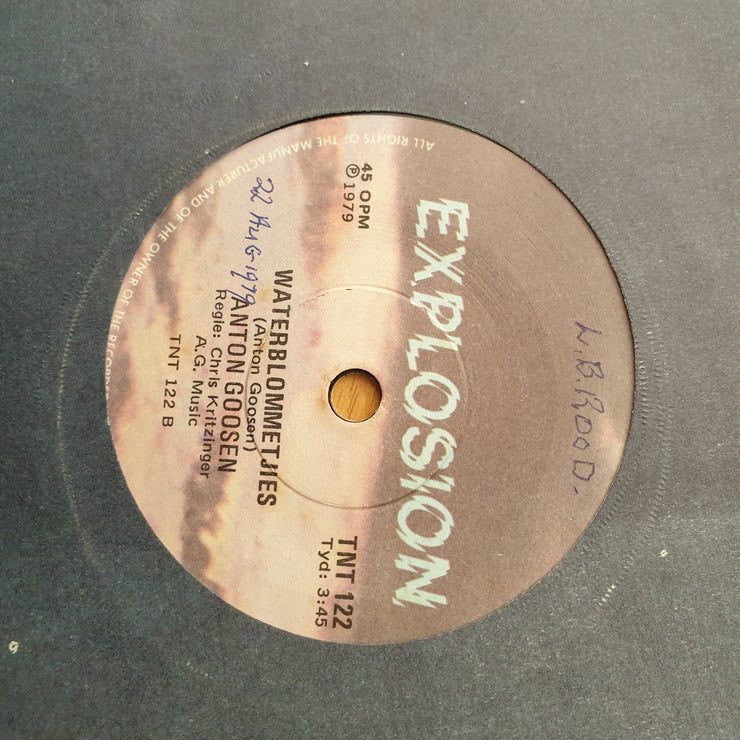 L.B. ROOD.
EXPLOSION
45 OPM
℗1979
TNT 122
Tyd: 3:45
22 AUG 1979
WATERBLOMMETJIES
(Anton Goosen)
ANTON GOOSEN
Regie: Chris Kritzinger
A.G. Music
TNT 122 B
ALL RIGHTS OF THE MANUFACTURER AND OF THE OWNER OF THE